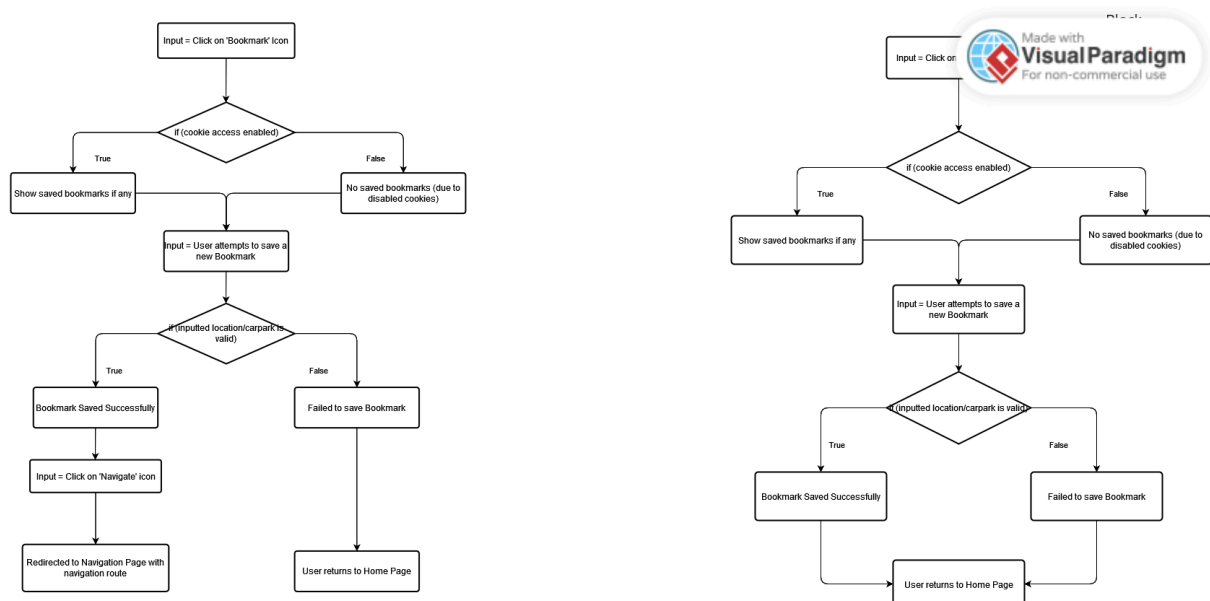 Input = Click on 'Bookmark' Icon
if (cookie access enabled)
True
False
Show saved bookmarks if any
No saved bookmarks (due to
disabled cookies)
Input = User attempts to save a
new Bookmark
if (inputted location/carpark is
valid)
True
False
Bookmark Saved Successfully
Failed to save Bookmark
Input = Click on 'Navigate' icon
Redirected to Navigation Page with
navigation route
User returns to Home Page
Made with
Visual Paradigm
For non-commercial use
Input = Click on
if (cookie access enabled)
True
False
Show saved bookmarks if any
No saved bookmarks (due to
disabled cookies)
Input = User attempts to save a
new Bookmark
if (inputted location/carpark is valid)
True
False
Bookmark Saved Successfully
Failed to save Bookmark
User returns to Home Page